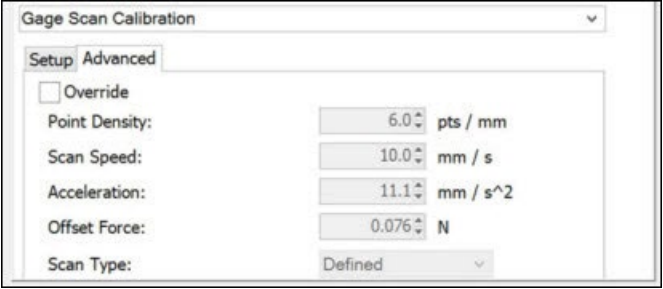 Gage Scan Calibration
Setup Advanced
Override
Point Density: 6.0 pts / mm
Scan Speed: 10.0 mm / s
Acceleration: 11.1 mm / s^2
Offset Force: 0.076 N
Scan Type: Defined